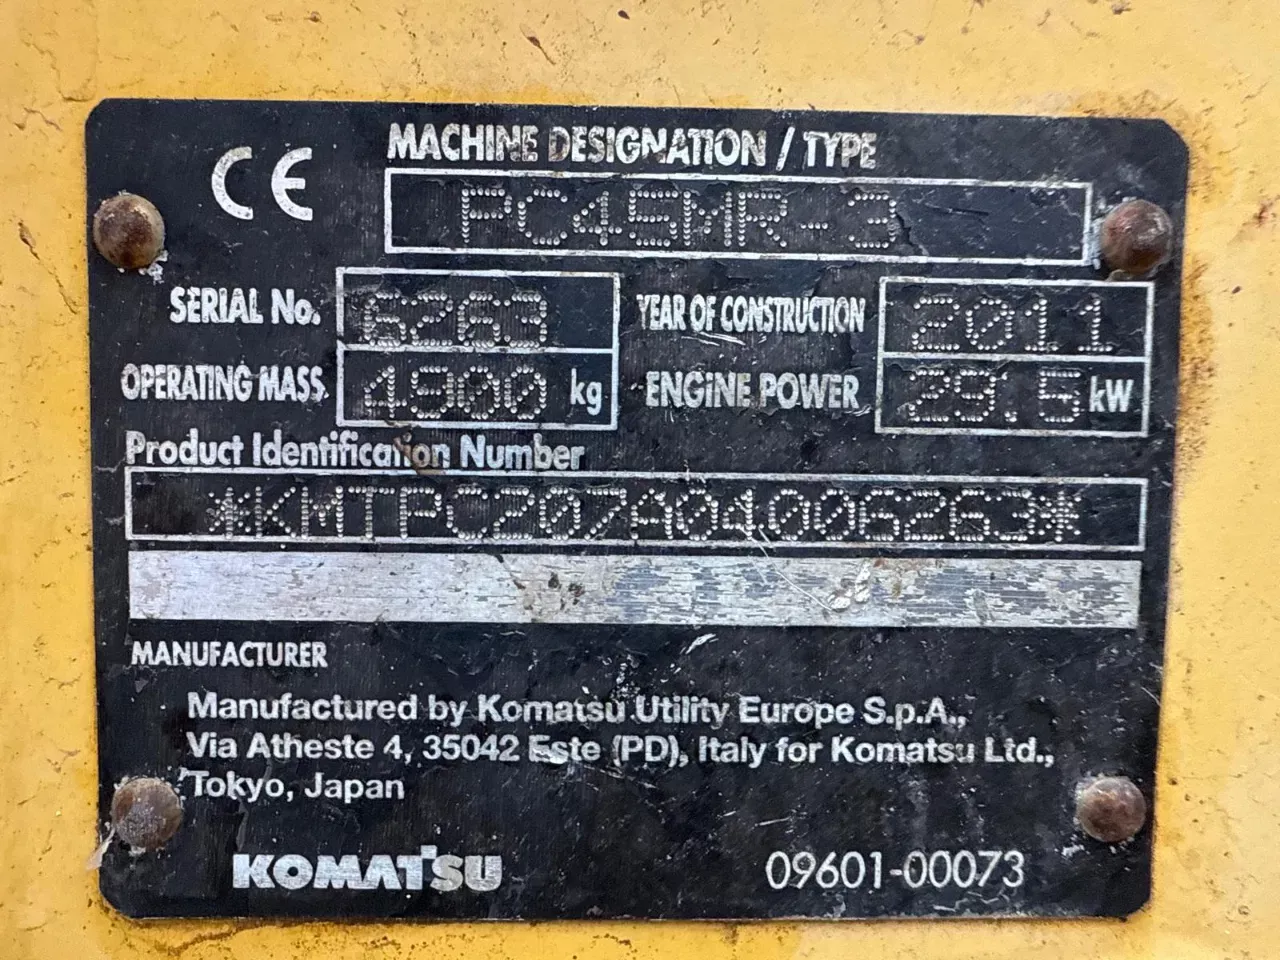 CE
MACHINE DESIGNATION / TYPE
PC45MR-3
SERIAL No. 6263
YEAR OF CONSTRUCTION 2011
OPERATING MASS 4900 kg
ENGINE POWER 29.5 kW
Product Identification Number
*KMTPC207A04006263*
MANUFACTURER
Manufactured by Komatsu Utility Europe S.p.A.,
Via Atheste 4, 35042 Este (PD), Italy for Komatsu Ltd.,
Tokyo, Japan
KOMATSU
09601-00073